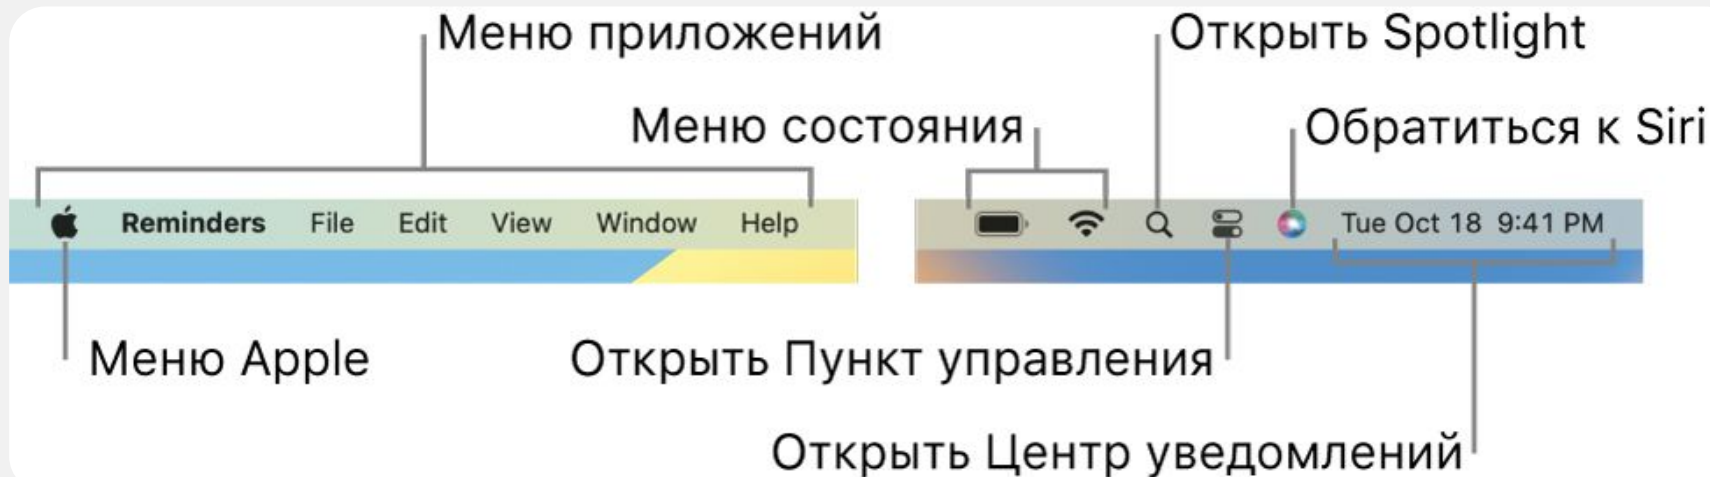 Меню приложений
Открыть Spotlight
Меню состояния
Обратиться к Siri
Reminders File Edit View Window Help
Tue Oct 18 9:41 PM
Меню Apple
Открыть Пункт управления
Открыть Центр уведомлений